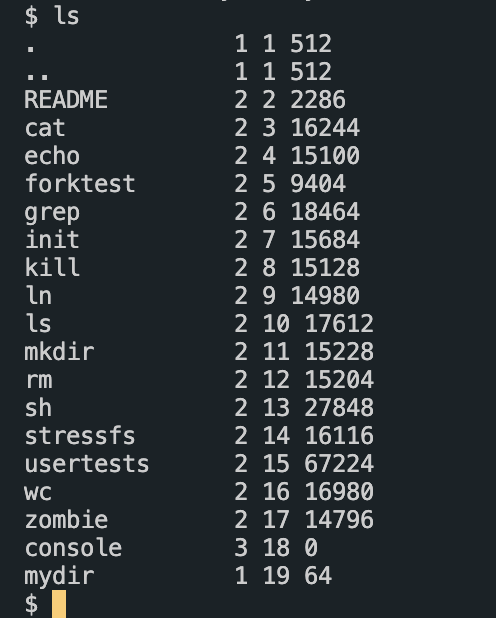 $ ls
. 1 1 512
.. 1 1 512
README 2 2 2286
cat 2 3 16244
echo 2 4 15100
forktest 2 5 9404
grep 2 6 18464
init 2 7 15684
kill 2 8 15128
ln 2 9 14980
ls 2 10 17612
mkdir 2 11 15228
rm 2 12 15204
sh 2 13 27848
stressfs 2 14 16116
usertests 2 15 67224
wc 2 16 16980
zombie 2 17 14796
console 3 18 0
mydir 1 19 64
$